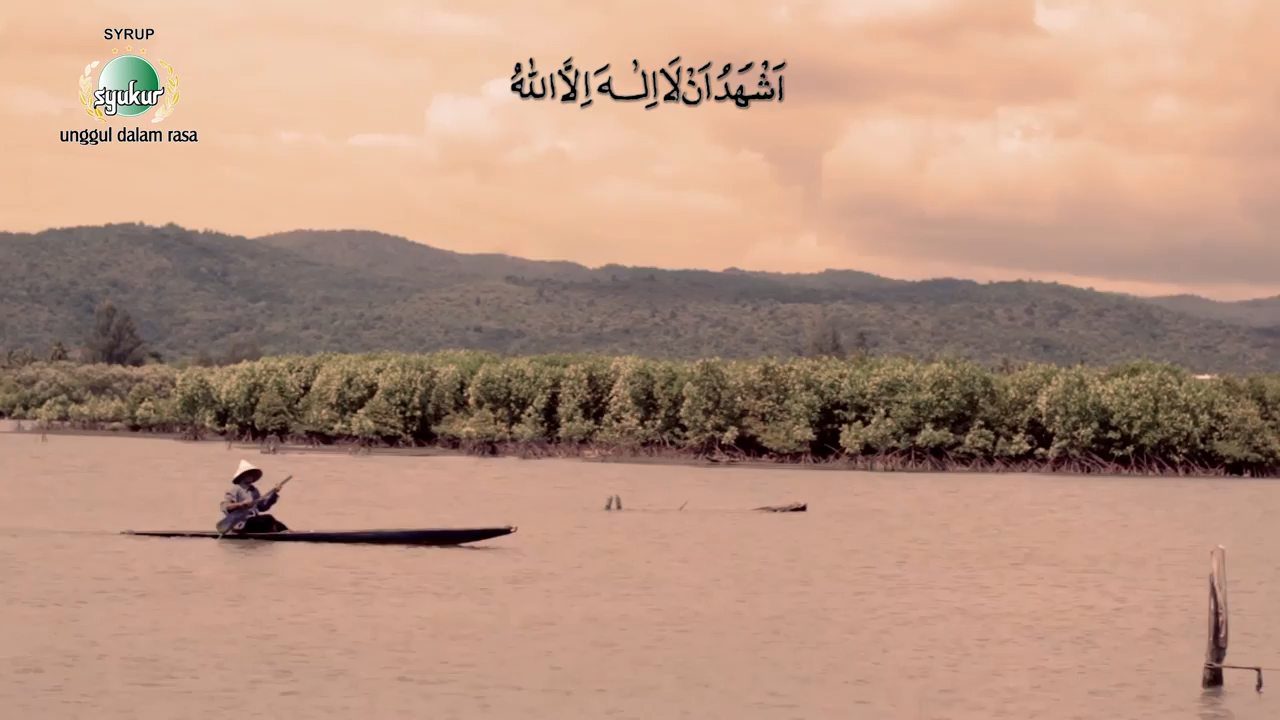 SYRUP
syukur
unggul dalam rasa
اَشْهَدُ اَنْ لَا اِلٰـهَ اِلَّا اللّٰهُ